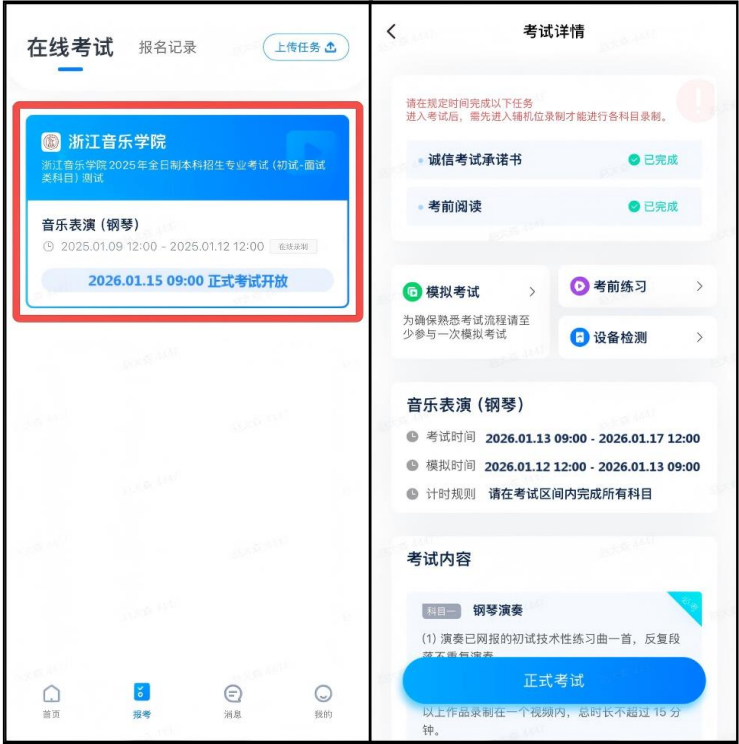 在线考试 报名记录 上传任务
浙江音乐学院
浙江音乐学院2025年全日制本科招生专业考试 (初试-面试
类科目) 测试
音乐表演 (钢琴)
2025.01.09 12:00 - 2025.01.12 12:00 在线录制
2026.01.15 09:00 正式考试开放
首页 报考 消息 我的
考试详情
请在规定时间完成以下任务
进入考试后，需先进入辅机位录制才能进行各科目录制。
诚信考试承诺书 已完成
考前阅读 已完成
模拟考试
为确保熟悉考试流程请至
少参与一次模拟考试
考前练习
设备检测
音乐表演 (钢琴)
考试时间 2026.01.13 09:00 - 2026.01.17 12:00
模拟时间 2026.01.12 12:00 - 2026.01.13 09:00
计时规则 请在考试区间内完成所有科目
考试内容
科目一 钢琴演奏
必考
(1) 演奏已网报的初试技术性练习曲一首，反复段
落不重复演奏
正式考试
以上作品录制在一个视频内，总时长不超过 15 分
钟。